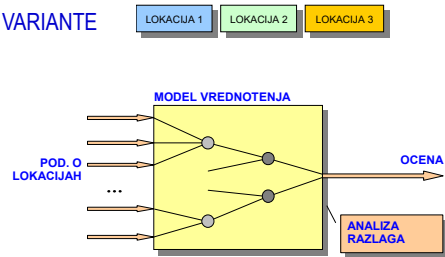 VARIANTE
LOKACIJA 1
LOKACIJA 2
LOKACIJA 3
MODEL VREDNOTENJA
POD. O
LOKACIJAH
...
OCENA
ANALIZA
RAZLAGA